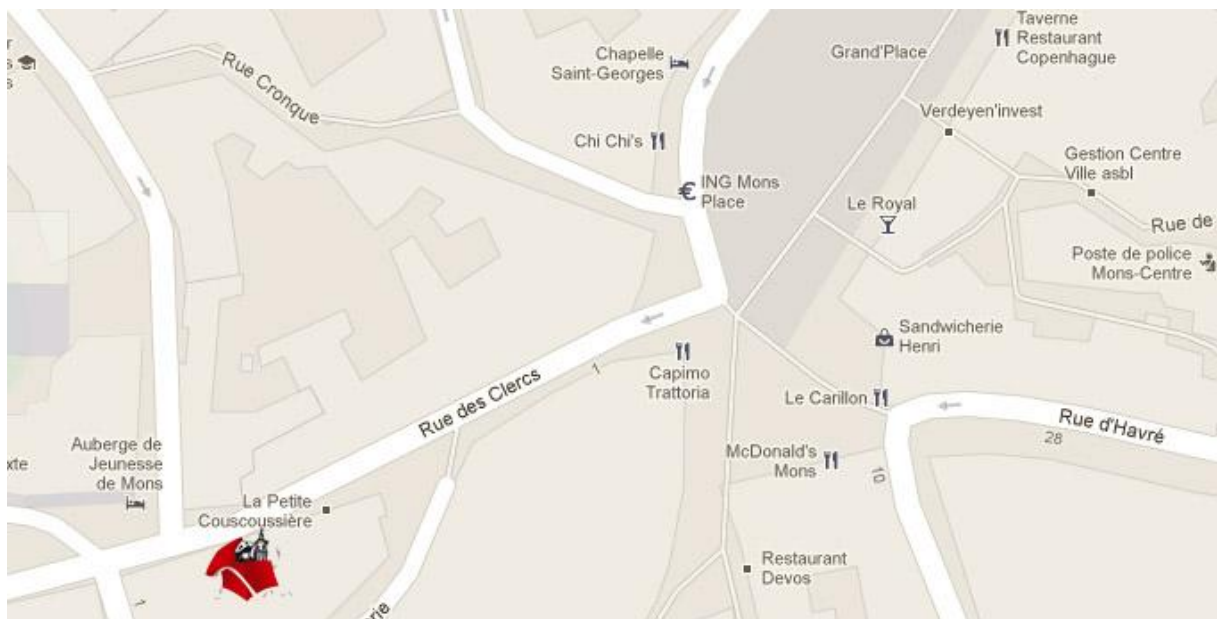 Taverne
Restaurant
Copenhague
Grand'Place
Chapelle
Saint-Georges
Rue Cronque
Verdeyen'invest
Chi Chi's
Gestion Centre
Ville asbl
ING Mons
Place
Le Royal
Rue de
Poste de police
Mons-Centre
Sandwicherie
Henri
Capimo
Trattoria
1
Rue des Clercs
Le Carillon
Rue d'Havré
28
Auberge de
Jeunesse
de Mons
McDonald's
Mons
10
La Petite
Couscoussière
Restaurant
Devos
1